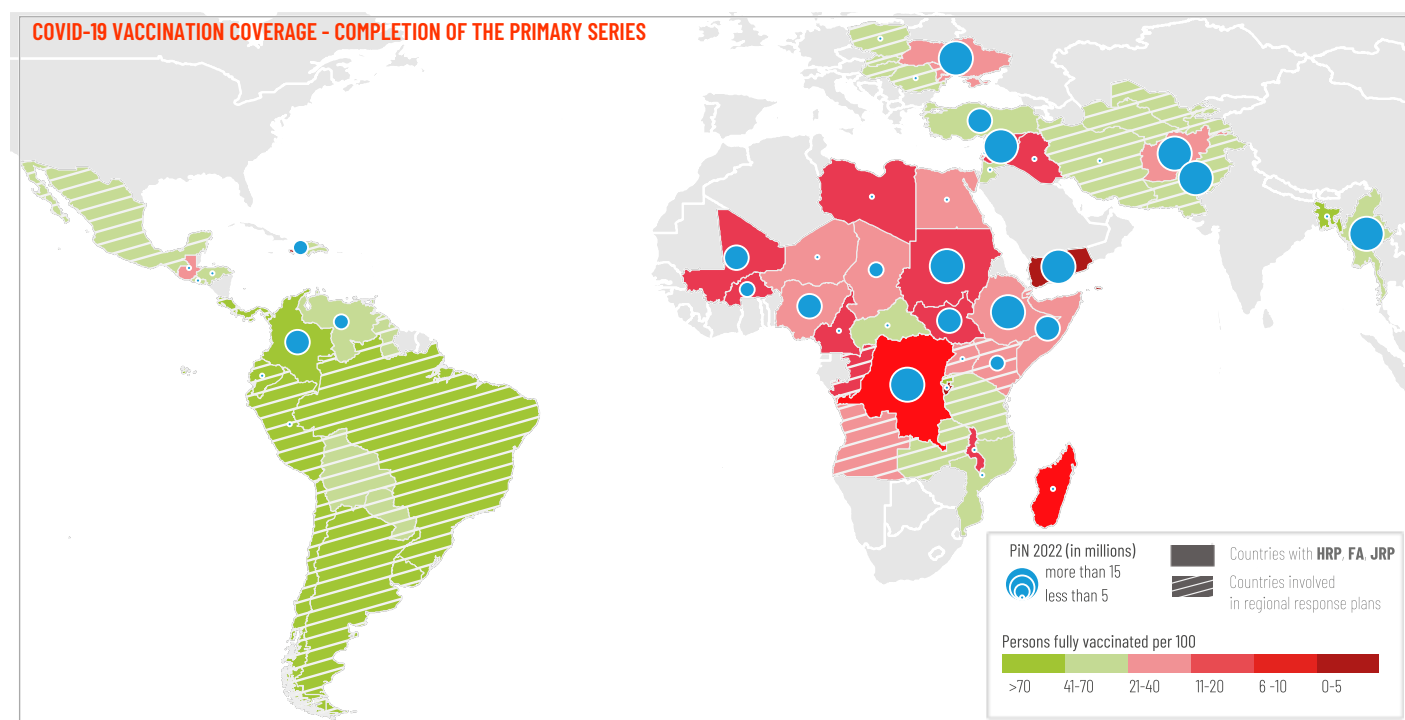 COVID-19 VACCINATION COVERAGE - COMPLETION OF THE PRIMARY SERIES
PiN 2022 (in millions)
more than 15
less than 5
Countries with HRP, FA, JRP
Countries involved
in regional response plans
Persons fully vaccinated per 100
>70 41-70 21-40 11-20 6 -10 0-5